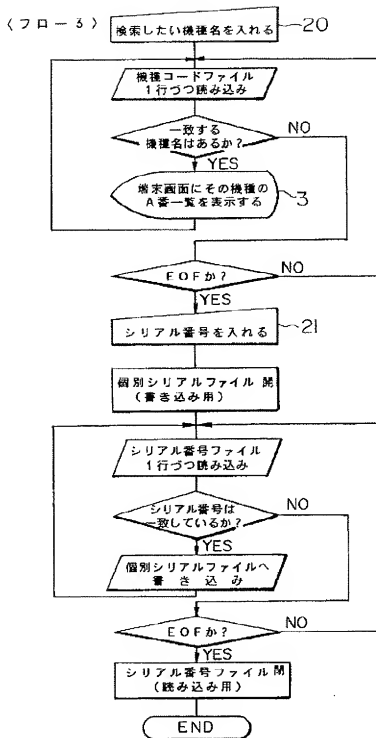 〈フロー3〉
検索したい機種名を入れる
20
機種コードファイル
1行づつ読み込み
一致する
機種名はあるか?
NO
YES
端末画面にその機種の
A番一覧を表示する
3
EOFか?
NO
YES
シリアル番号を入れる
21
個別シリアルファイル 開
(書き込み用)
シリアル番号ファイル
1行づつ読み込み
シリアル番号は
一致しているか?
NO
YES
個別シリアルファイルへ
書き込み
EOFか?
NO
YES
シリアル番号ファイル 閉
(読み込み用)
END